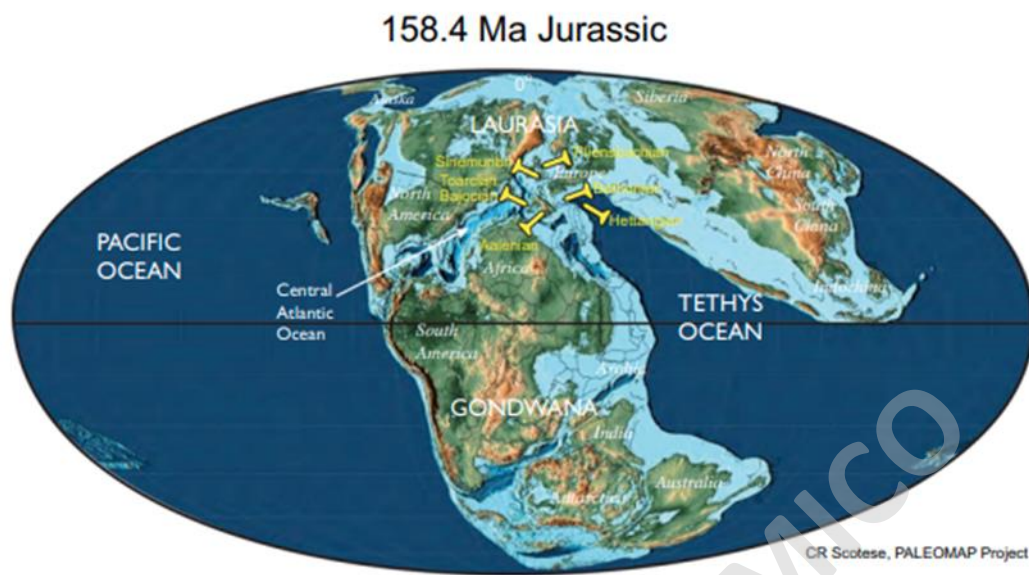 158.4 Ma Jurassic
0°
Alaska
Siberia
LAURASIA
Sinemurian
Pliensbachian
North
China
Toarcian
Europe
Bajocian
North
America
Hettangian
South
China
Aalenian
PACIFIC
OCEAN
Africa
Indochina
Central
Atlantic
Ocean
TETHYS
OCEAN
South
America
Arabia
GONDWANA
India
Australia
Antarctica
MICO
CR Scotese, PALEOMAP Project